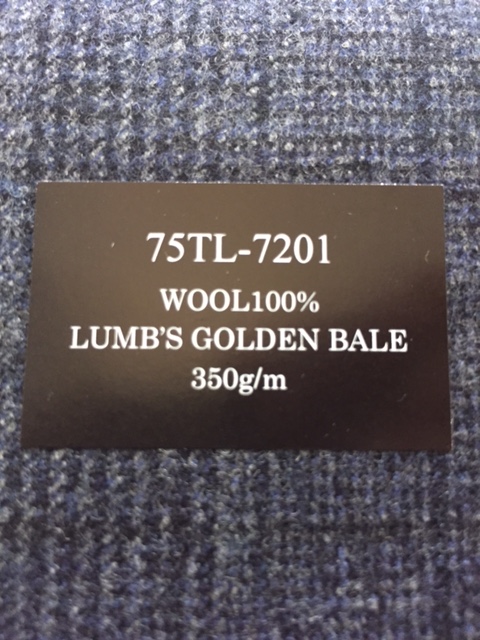 75TL-7201
WOOL100%
LUMB'S GOLDEN BALE
350g/m